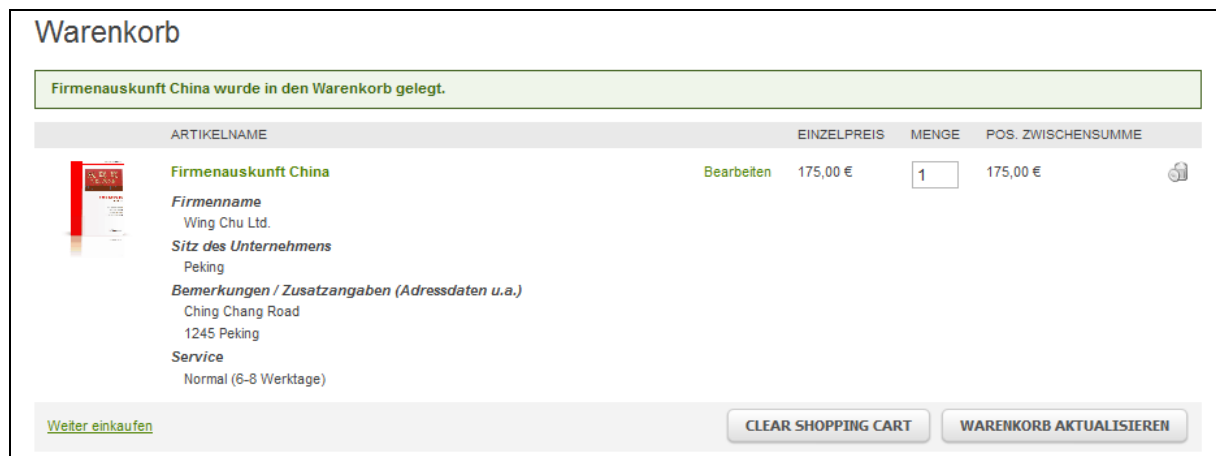 Warenkorb
Firmenauskunft China wurde in den Warenkorb gelegt.
ARTIKELNAME EINZELPREIS MENGE POS. ZWISCHENSUMME
Firmenauskunft China Bearbeiten 175,00 € 1 175,00 €
Firmenname
Wing Chu Ltd.
Sitz des Unternehmens
Peking
Bemerkungen / Zusatzangaben (Adressdaten u.a.)
Ching Chang Road
1245 Peking
Service
Normal (6-8 Werktage)
Weiter einkaufen CLEAR SHOPPING CART WARENKORB AKTUALISIEREN